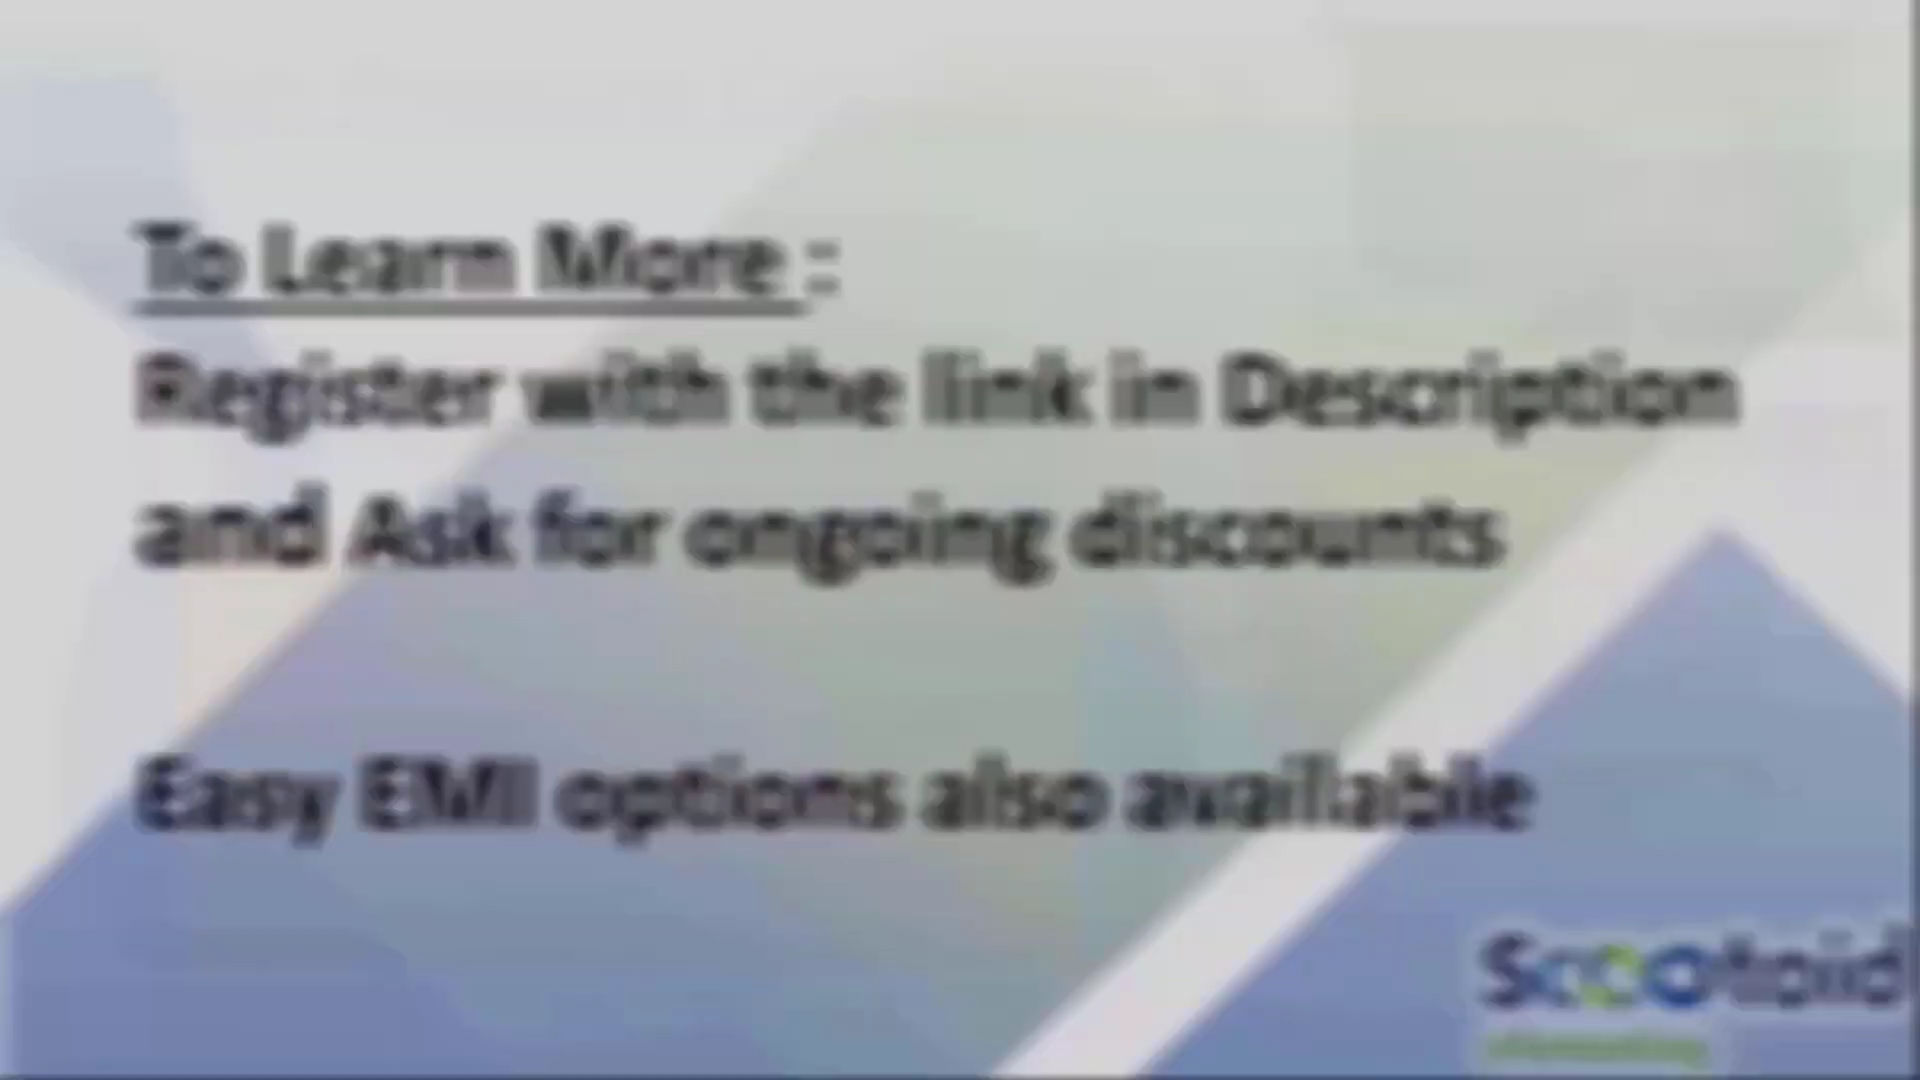 To Learn More :
Register with the link in Description
and Ask for ongoing discounts
Easy EMI options also available
Scootoid